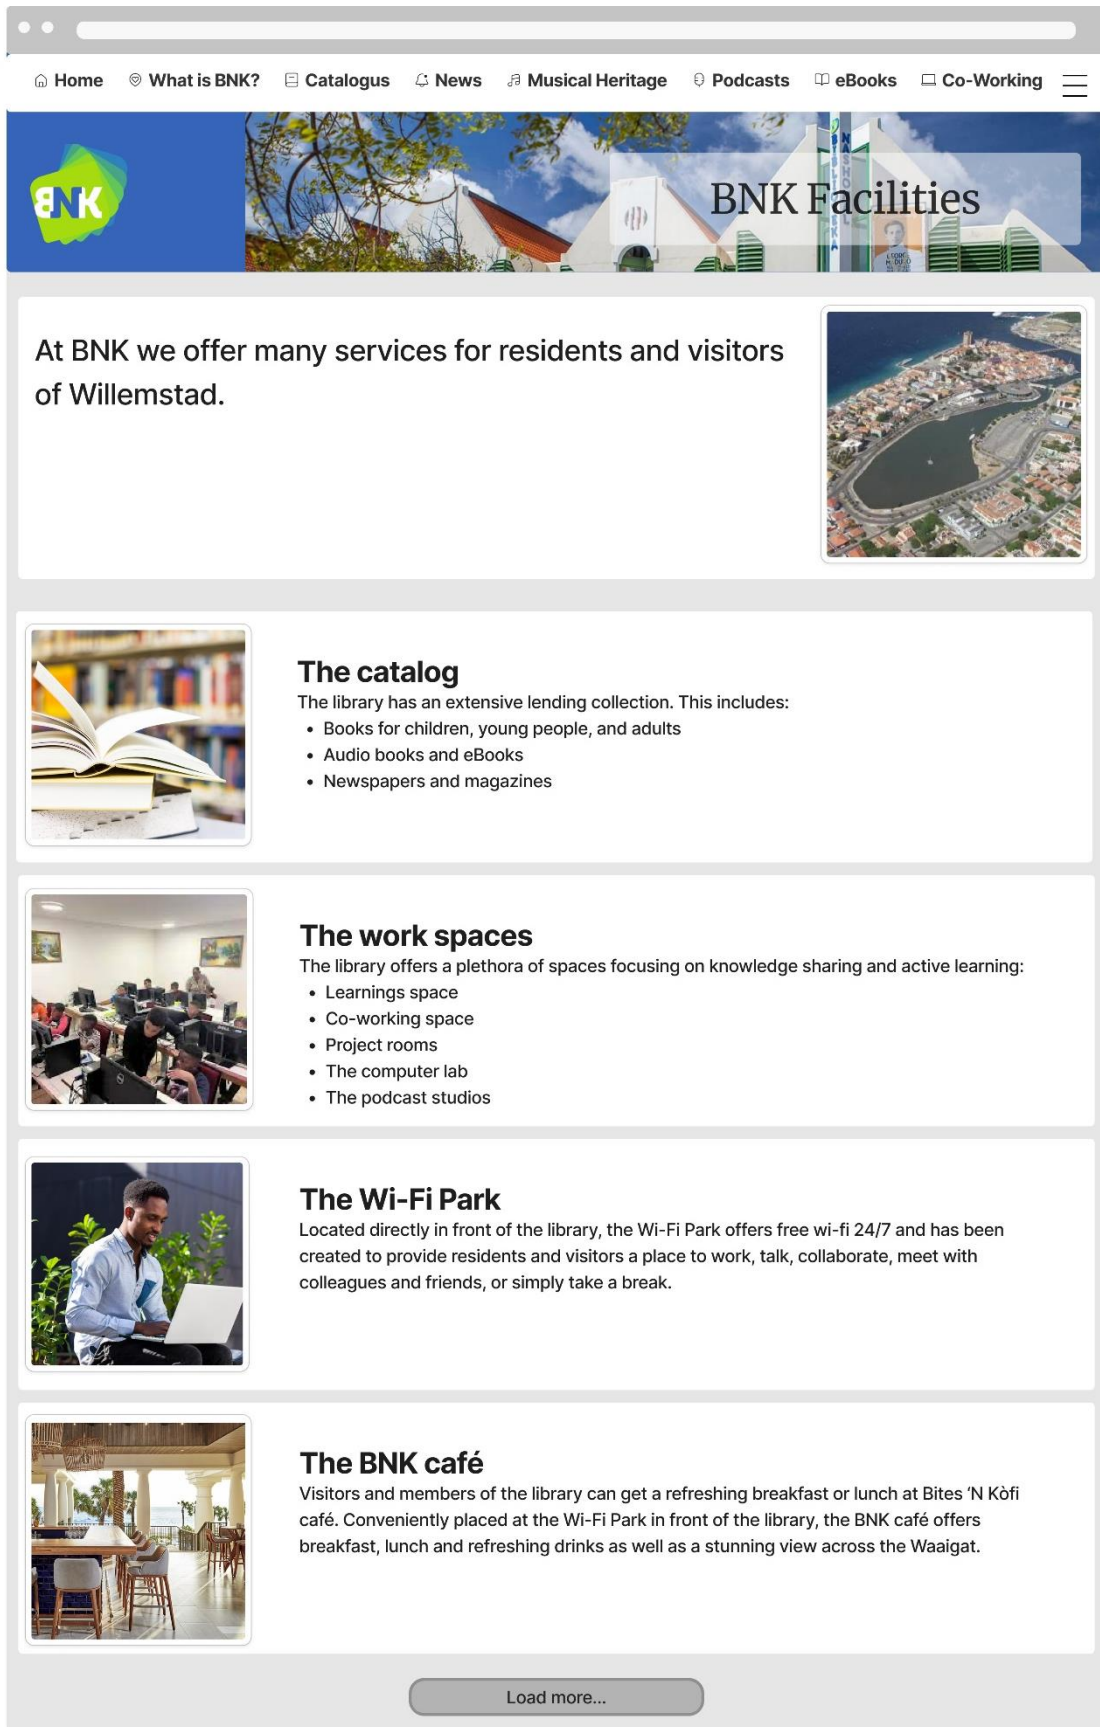 Home What is BNK? Catalogus News Musical Heritage Podcasts eBooks Co-Working
BNK
BNK Facilities
At BNK we offer many services for residents and visitors
of Willemstad.
The catalog
The library has an extensive lending collection. This includes:
• Books for children, young people, and adults
• Audio books and eBooks
• Newspapers and magazines
The work spaces
The library offers a plethora of spaces focusing on knowledge sharing and active learning:
• Learnings space
• Co-working space
• Project rooms
• The computer lab
• The podcast studios
The Wi-Fi Park
Located directly in front of the library, the Wi-Fi Park offers free wi-fi 24/7 and has been
created to provide residents and visitors a place to work, talk, collaborate, meet with
colleagues and friends, or simply take a break.
The BNK café
Visitors and members of the library can get a refreshing breakfast or lunch at Bites ‘N Kòfi
café. Conveniently placed at the Wi-Fi Park in front of the library, the BNK café offers
breakfast, lunch and refreshing drinks as well as a stunning view across the Waaigat.
Load more...